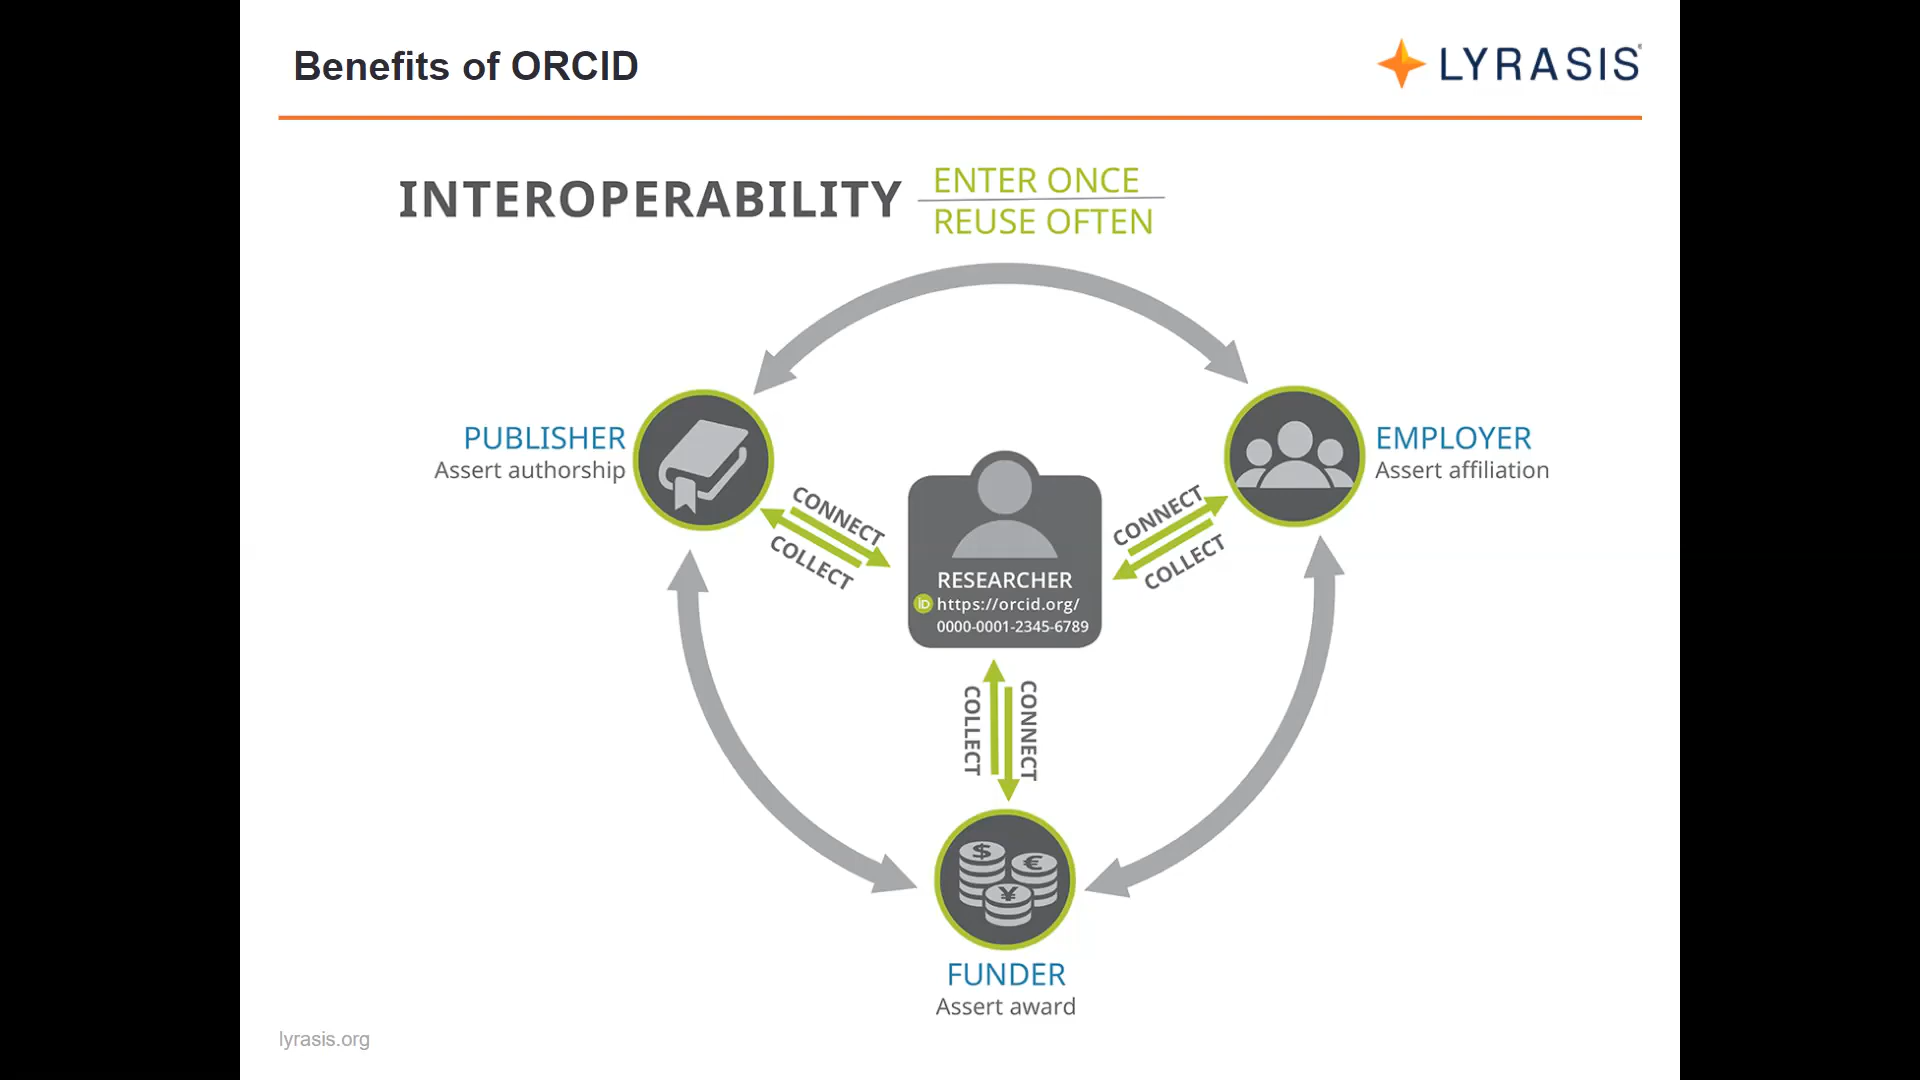 Benefits of ORCID
LYRASIS
INTEROPERABILITY
ENTER ONCE
REUSE OFTEN
PUBLISHER
Assert authorship
EMPLOYER
Assert affiliation
CONNECT
COLLECT
CONNECT
COLLECT
RESEARCHER
iD https://orcid.org/
0000-0001-2345-6789
COLLECT
CONNECT
$
€
¥
FUNDER
Assert award
lyrasis.org